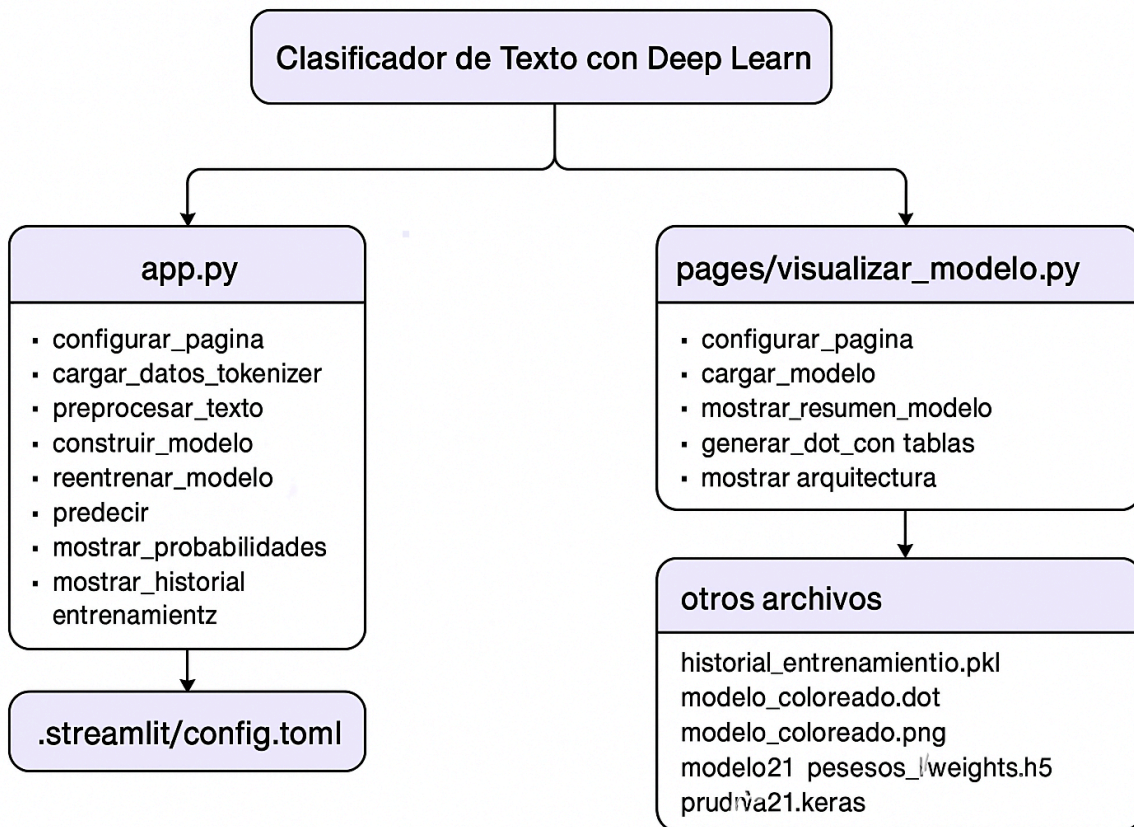 Clasificador de Texto con Deep Learn
app.py
▪ configurar_pagina
▪ cargar_datos_tokenizer
▪ preprocesar_texto
▪ construir_modelo
▪ reentrenar_modelo
▪ predecir
▪ mostrar_probabilidades
▪ mostrar_historial
entrenamientz
.streamlit/config.toml
pages/visualizar_modelo.py
▪ configurar_pagina
▪ cargar_modelo
▪ mostrar_resumen_modelo
▪ generar_dot_con tablas
▪ mostrar arquitectura
otros archivos
historial_entrenamientio.pkl
modelo_coloreado.dot
modelo_coloreado.png
modelo21